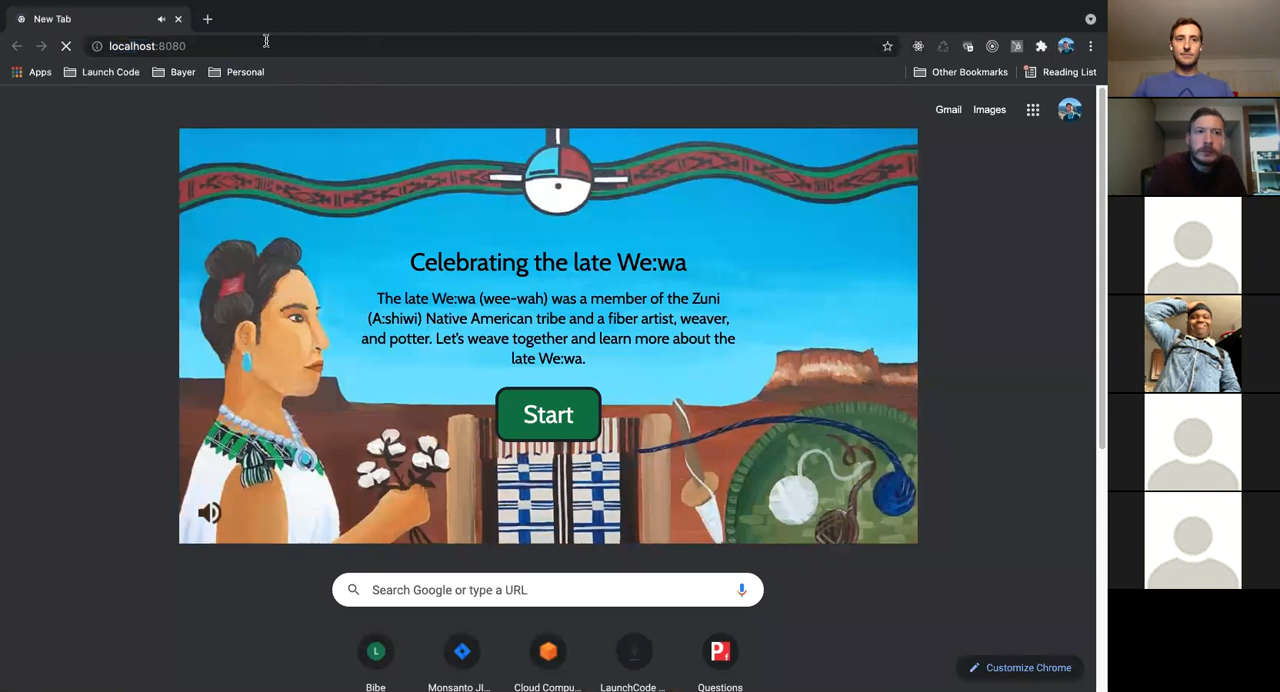 New Tab
localhost:8080
Apps
Launch Code
Bayer
Personal
Other Bookmarks
Reading List
Gmail
Images
Celebrating the late We:wa
The late We:wa (wee-wah) was a member of the Zuni
(A:shiwi) Native American tribe and a fiber artist, weaver,
and potter. Let's weave together and learn more about the
late We:wa.
Start
Search Google or type a URL
L
P
Bibe
Monsanto JI...
Cloud Compu...
LaunchCode ...
Questions
Customize Chrome